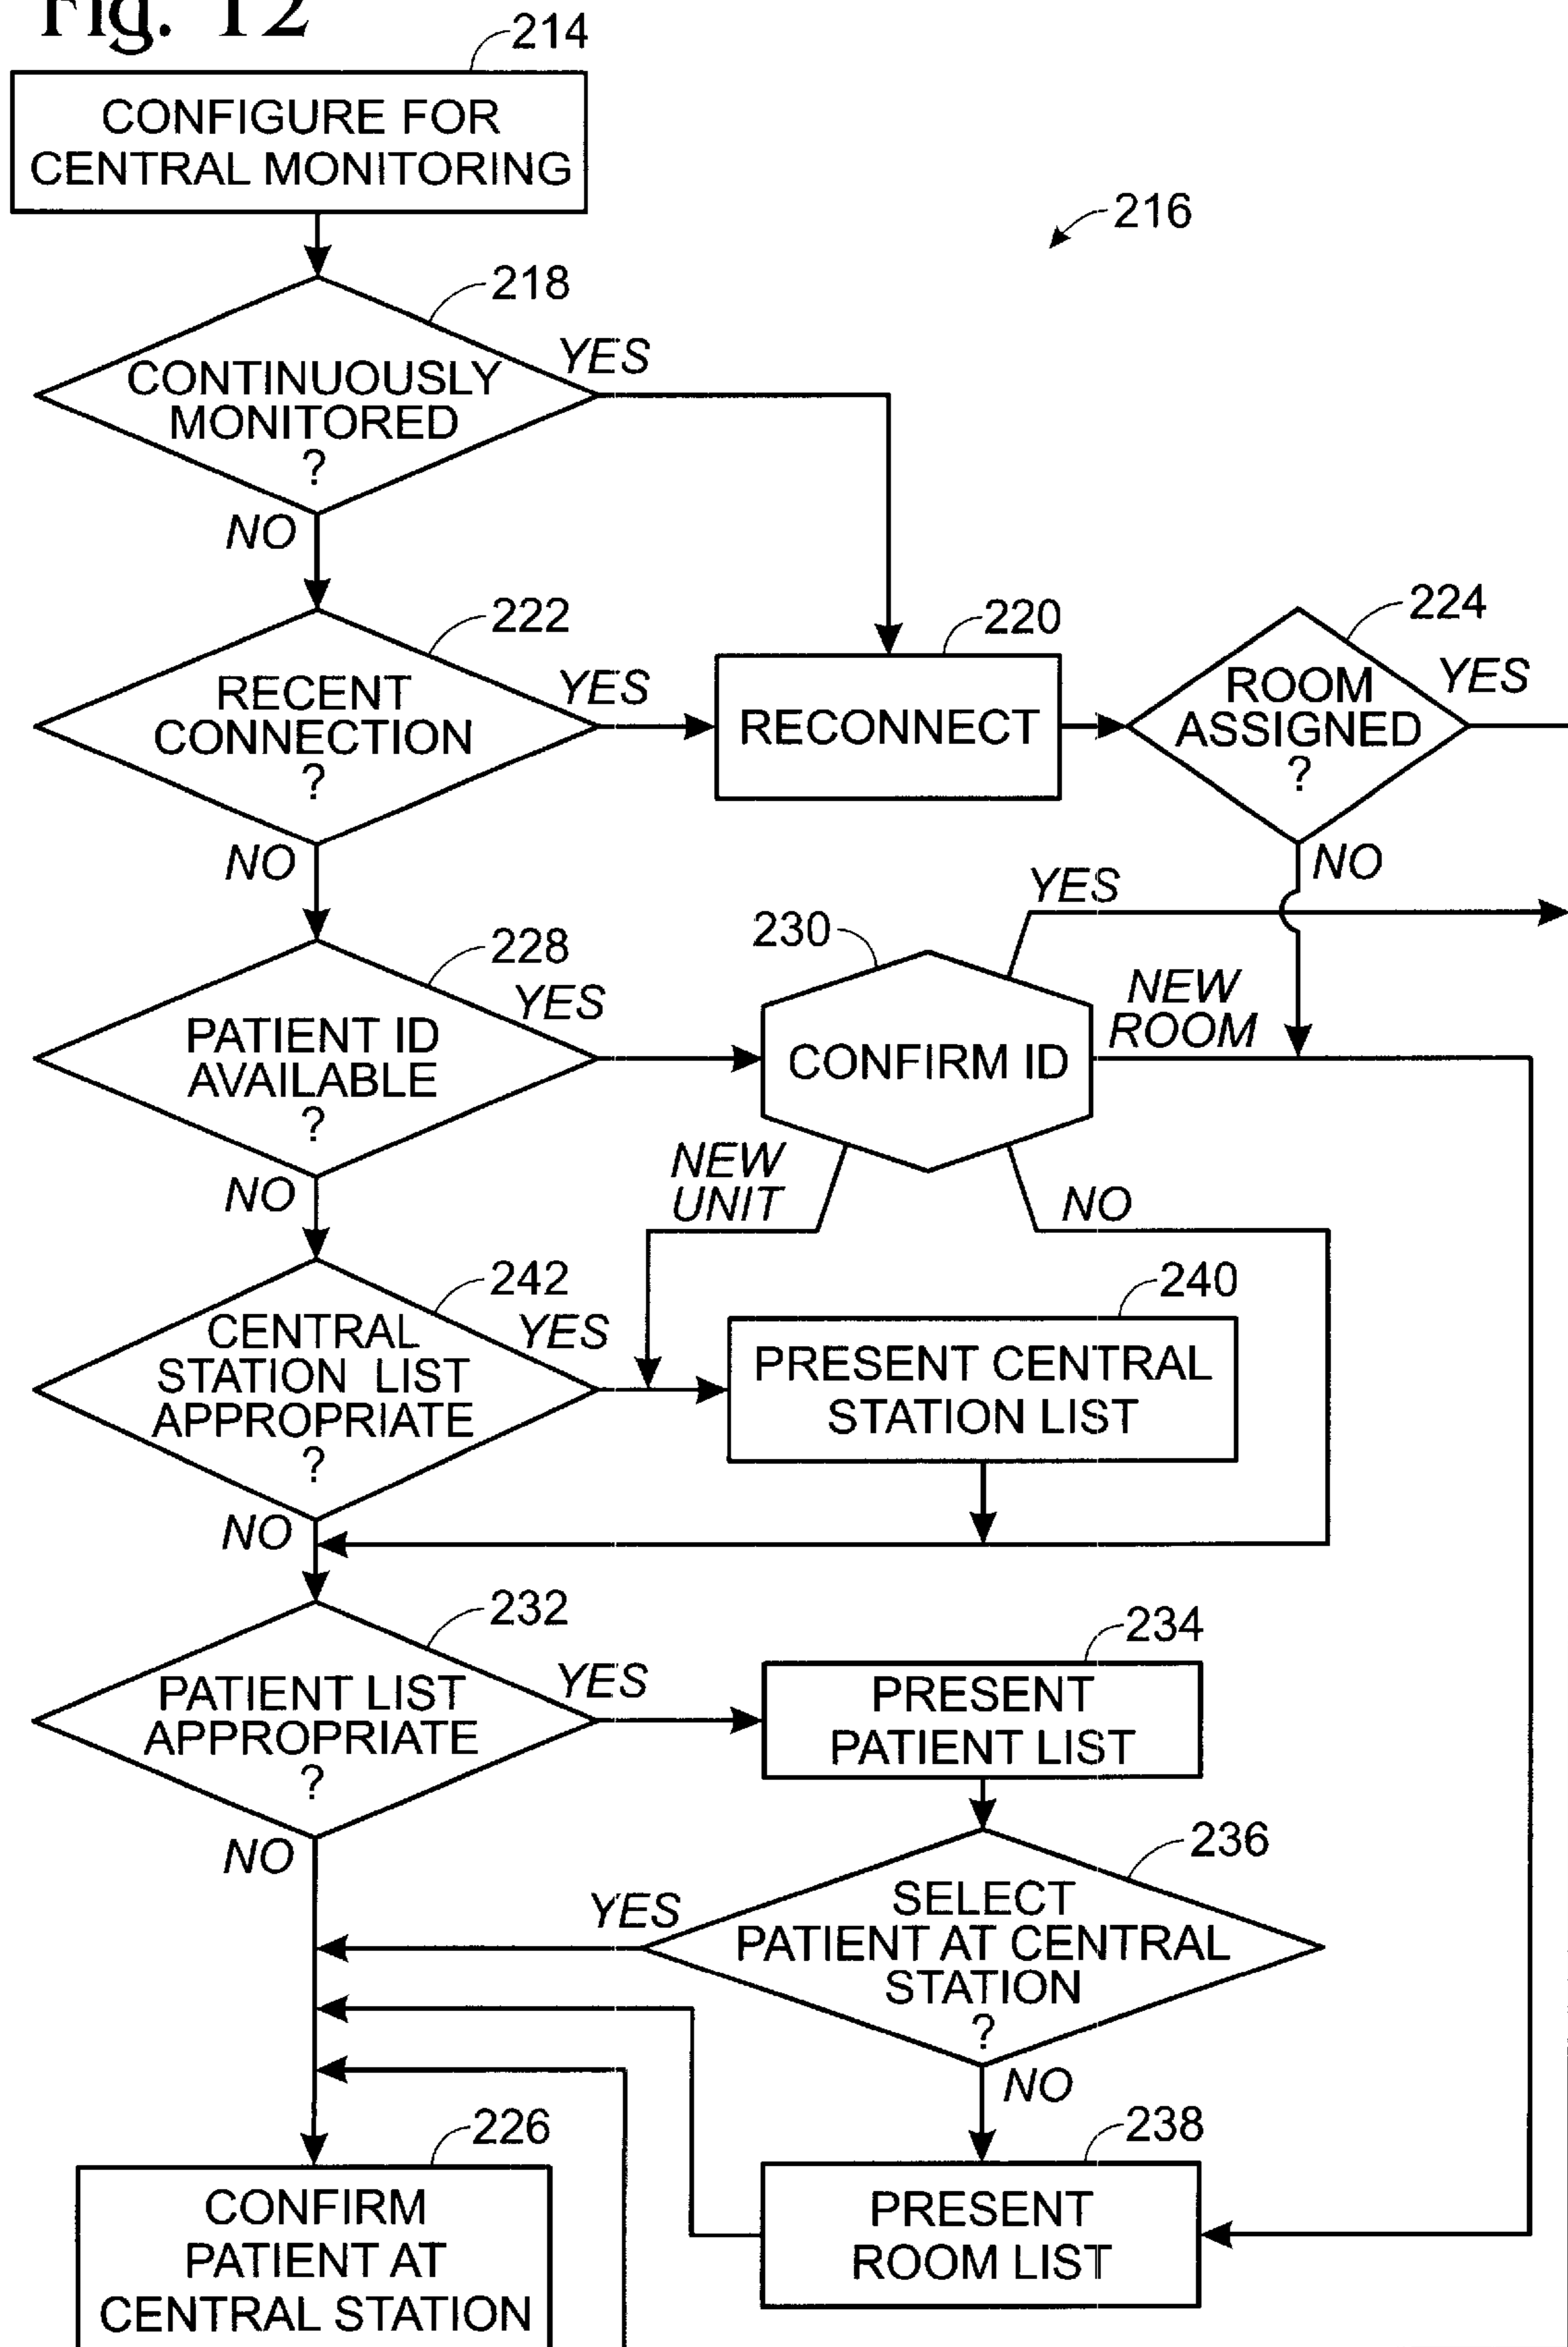 Fig. 12
214
CONFIGURE FOR
CENTRAL MONITORING
216
218
CONTINUOUSLY
MONITORED
?
YES
NO
222
RECENT
CONNECTION
?
YES
NO
220
RECONNECT
224
ROOM
ASSIGNED
?
YES
NO
228
PATIENT ID
AVAILABLE
?
YES
NO
230
CONFIRM ID
YES
NEW
ROOM
NEW
UNIT
NO
242
CENTRAL
STATION LIST
APPROPRIATE
?
YES
NO
240
PRESENT CENTRAL
STATION LIST
232
PATIENT LIST
APPROPRIATE
?
YES
NO
234
PRESENT
PATIENT LIST
236
SELECT
PATIENT AT CENTRAL
STATION
?
YES
NO
226
CONFIRM
PATIENT AT
CENTRAL STATION
238
PRESENT
ROOM LIST